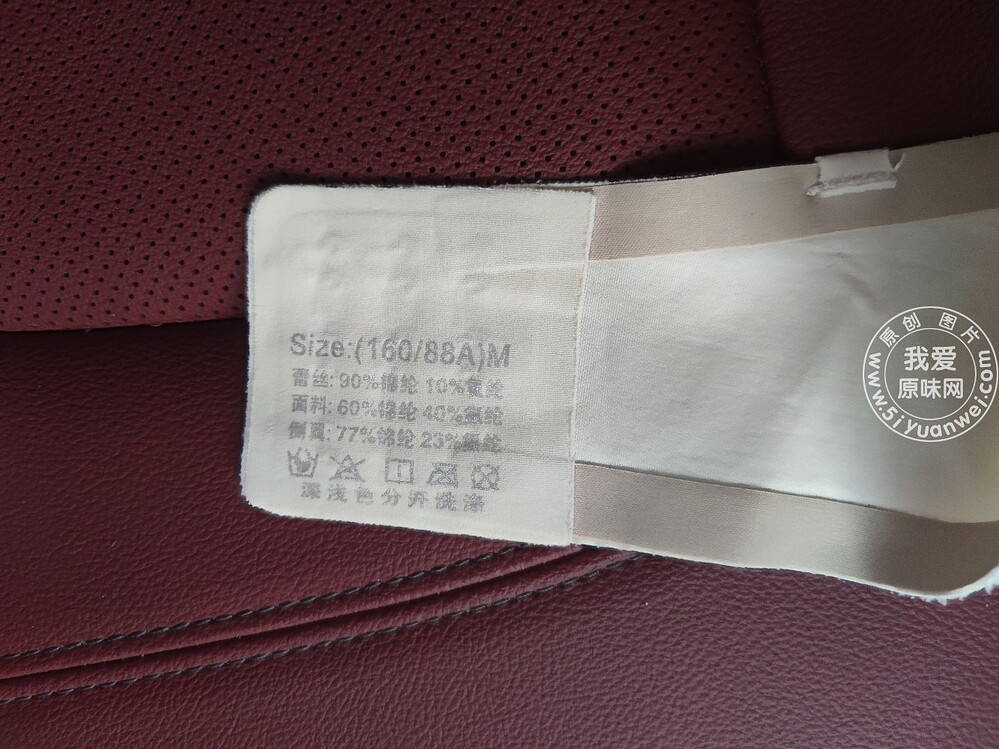 Size:(160/88A)M
蕾丝: 90%锦纶 10%氨纶
面料: 60%锦纶 40%氨纶
侧翼: 77%锦纶 23%氨纶
深浅色分开洗涤
原创图片
我爱
原味网
www.5iyuanwei.com